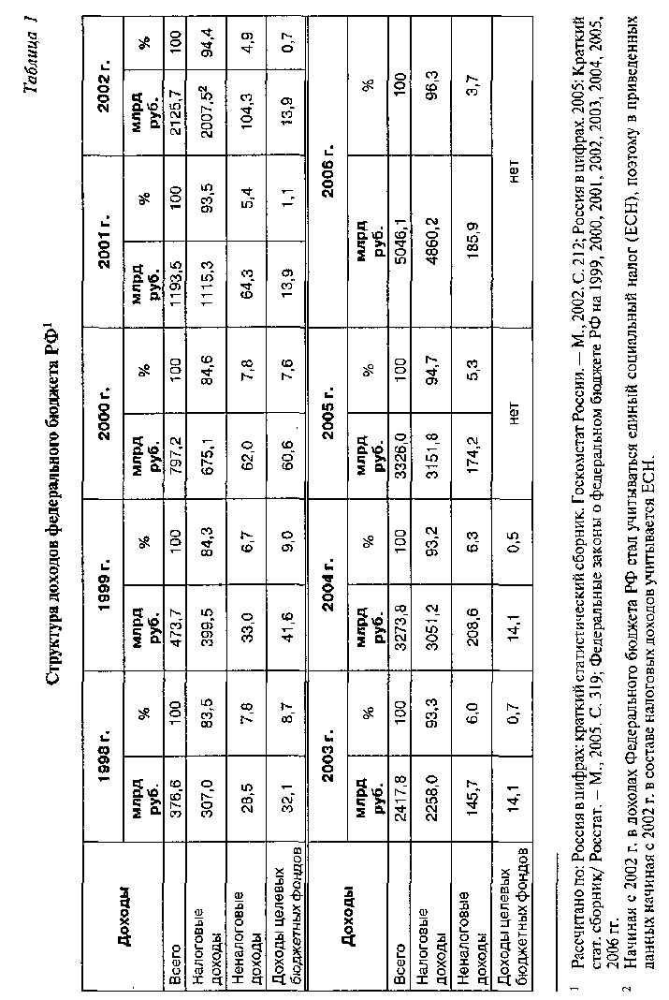 Таблица 1
Структура доходов федерального бюджета РФ¹
Доходы 1998 г. 1999 г. 2000 г. 2001 г. 2002 г.
млрд руб. % млрд руб. % млрд руб. % млрд руб. % млрд руб. %
Всего 376,6 100 473,7 100 797,2 100 1193,5 100 2125,7 100
Налоговые доходы 307,0 83,5 399,5 84,3 675,1 84,6 1115,3 93,5 2007,5² 94,4
Неналоговые доходы 28,5 7,8 33,0 6,7 62,0 7,8 64,3 5,4 104,3 4,9
Доходы целевых бюджетных фондов 32,1 8,7 41,6 9,0 60,6 7,6 13,9 1,1 13,9 0,7
Доходы 2003 г. 2004 г. 2005 г. 2006 г.
млрд руб. % млрд руб. % млрд руб. % млрд руб. %
Всего 2417,8 100 3273,8 100 3326,0 100 5046,1 100
Налоговые доходы 2258,0 93,3 3051,2 93,2 3151,8 94,7 4860,2 96,3
Неналоговые доходы 145,7 6,0 208,6 6,3 174,2 5,3 185,9 3,7
Доходы целевых бюджетных фондов 14,1 0,7 14,1 0,5 нет нет
¹ Рассчитано по: Россия в цифрах: краткий статистический сборник. Госкомстат России. — М., 2002. С. 212; Россия в цифрах. 2005: Краткий
стат. сборник/ Росстат. — М., 2005. С. 319; Федеральные законы о федеральном бюджете РФ на 1999, 2000, 2001, 2002, 2003, 2004, 2005,
2006 гг.
² Начиная с 2002 г. в доходах Федерального бюджета РФ стал учитываться единый социальный налог (ЕСН), поэтому в приведенных
данных начиная с 2002 г. в составе налоговых доходов учитывается ЕСН.